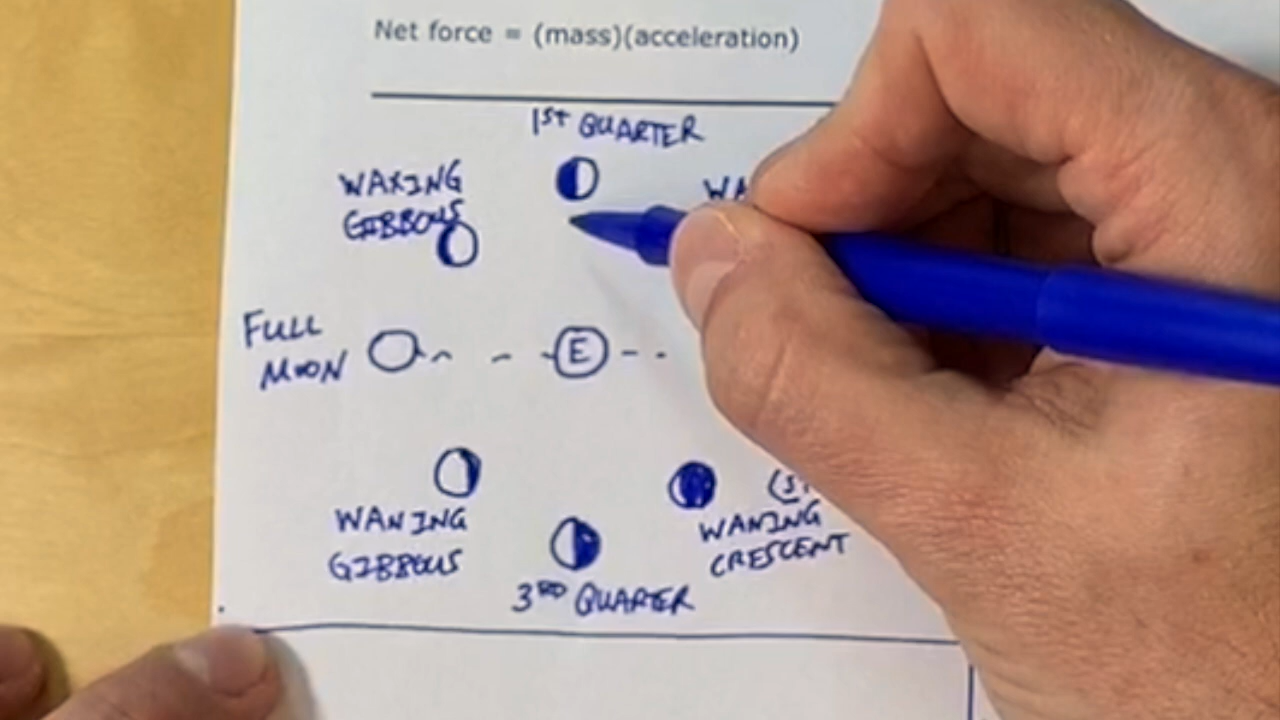 Net force = (mass)(acceleration)
1ST QUARTER
WAXING
GIBBOUS
FULL
MOON
E
WANING
GIBBOUS
3RD QUARTER
WANING
CRESCENT